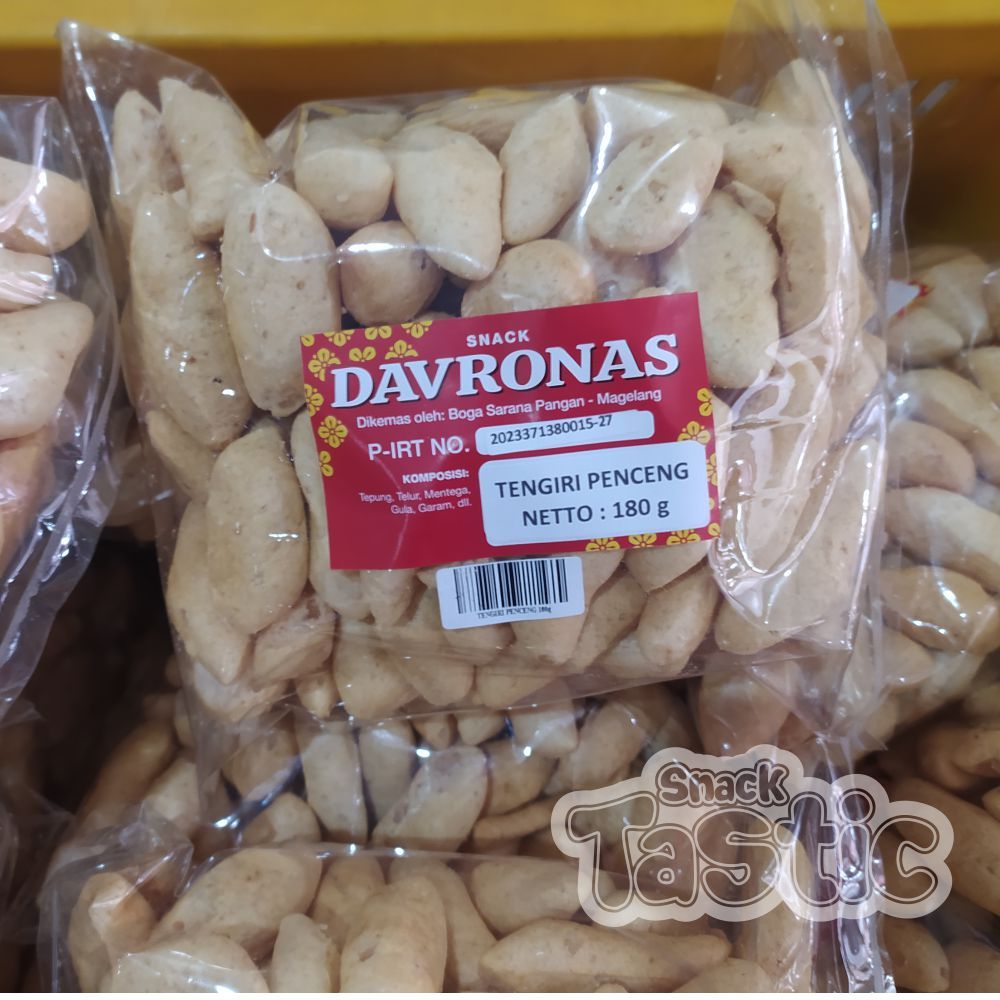 SNACK
DAVRONAS
Dikemas oleh: Boga Sarana Pangan - Magelang
P-IRT NO. 2023371380015-27
KOMPOSISI:
Tepung, Telur, Mentega,
Gula, Garam, dll.
TENGIRI PENCENG
NETTO : 180 g
TENGIRI PENCENG 180g
Snack
Tastic